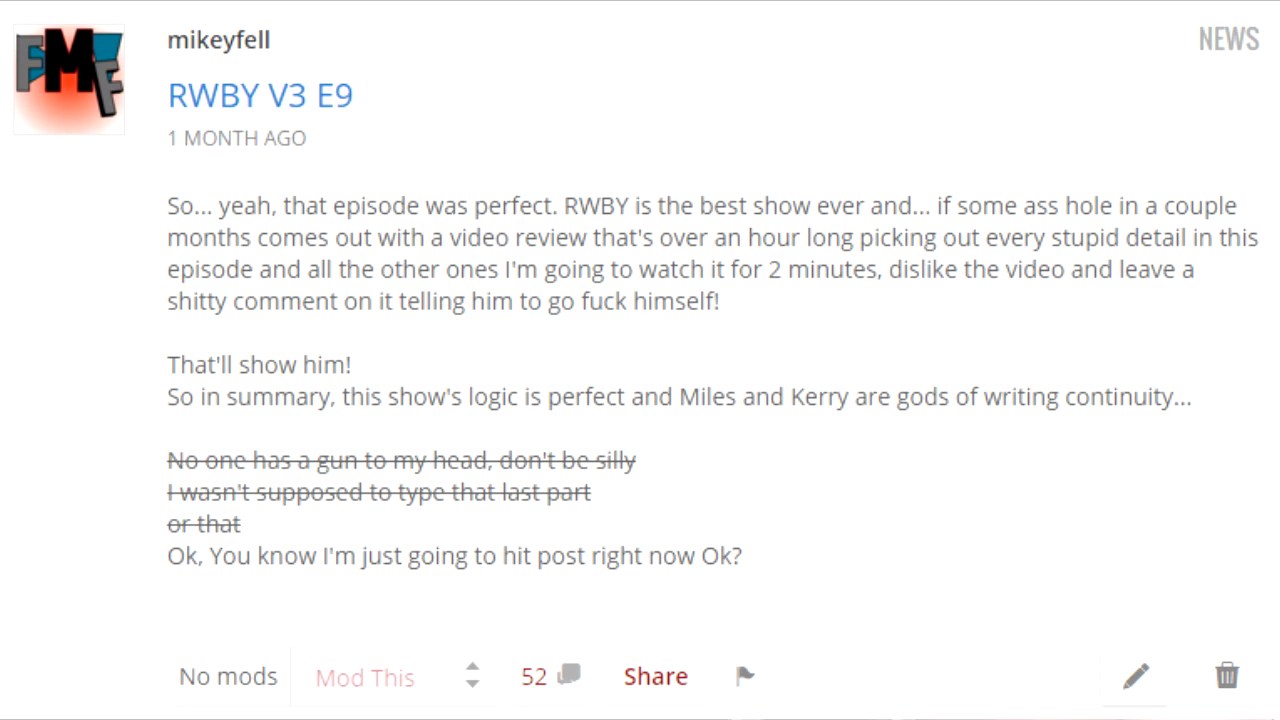 FMF
mikeyfell
NEWS
RWBY V3 E9
1 MONTH AGO
So... yeah, that episode was perfect. RWBY is the best show ever and... if some ass hole in a couple
months comes out with a video review that's over an hour long picking out every stupid detail in this
episode and all the other ones I'm going to watch it for 2 minutes, dislike the video and leave a
shitty comment on it telling him to go fuck himself!
That'll show him!
So in summary, this show's logic is perfect and Miles and Kerry are gods of writing continuity...
No one has a gun to my head, don't be silly
I wasn't supposed to type that last part
or that
Ok, You know I'm just going to hit post right now Ok?
No mods Mod This 52 Share